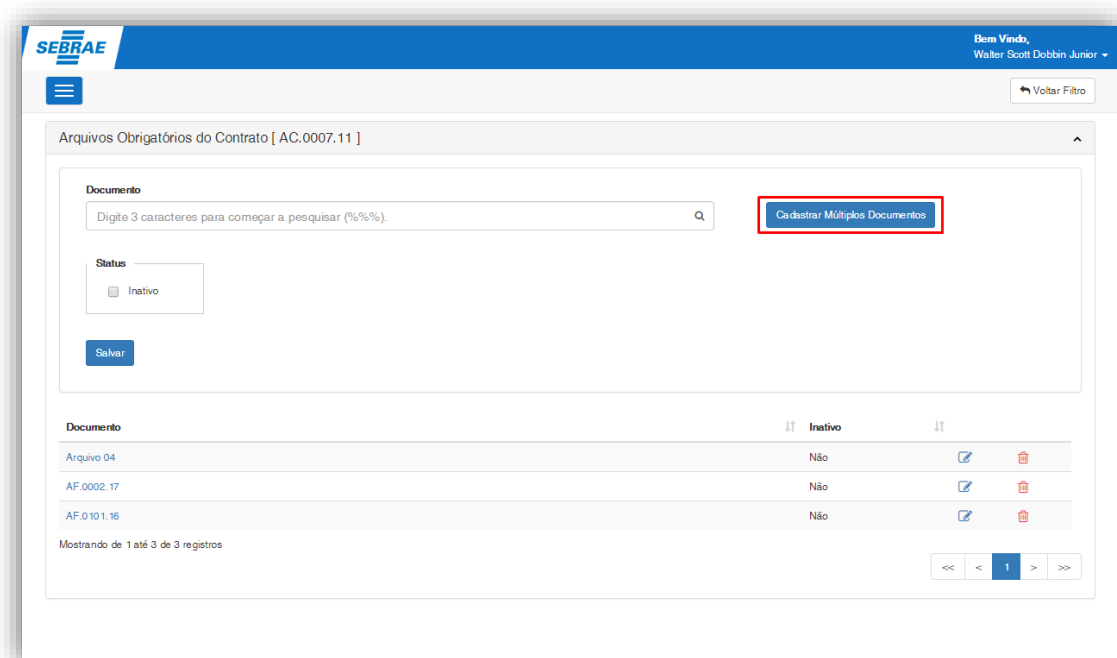 SEBRAE
Bem Vindo,
Walter Scott Dobbin Junior
Voltar Filtro
Arquivos Obrigatórios do Contrato [ AC.0007.11 ]
Documento
Digite 3 caracteres para começar a pesquisar (%%%).
Cadastrar Múltiplos Documentos
Status
Inativo
Salvar
Documento Inativo
Arquivo 04 Não
AF.0002.17 Não
AF.0101.16 Não
Mostrando de 1 até 3 de 3 registros
<< < 1 > >>